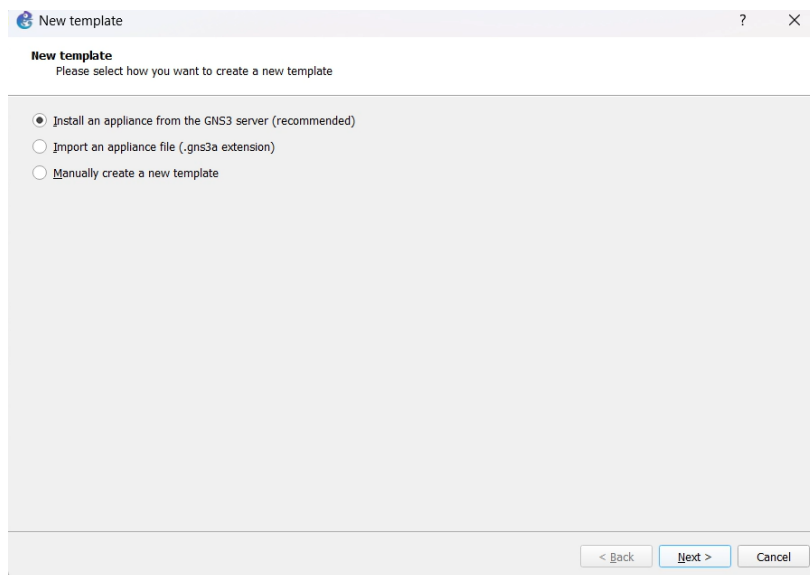 New template
?
New template
Please select how you want to create a new template
Install an appliance from the GNS3 server (recommended)
Import an appliance file (.gns3a extension)
Manually create a new template
< Back
Next >
Cancel